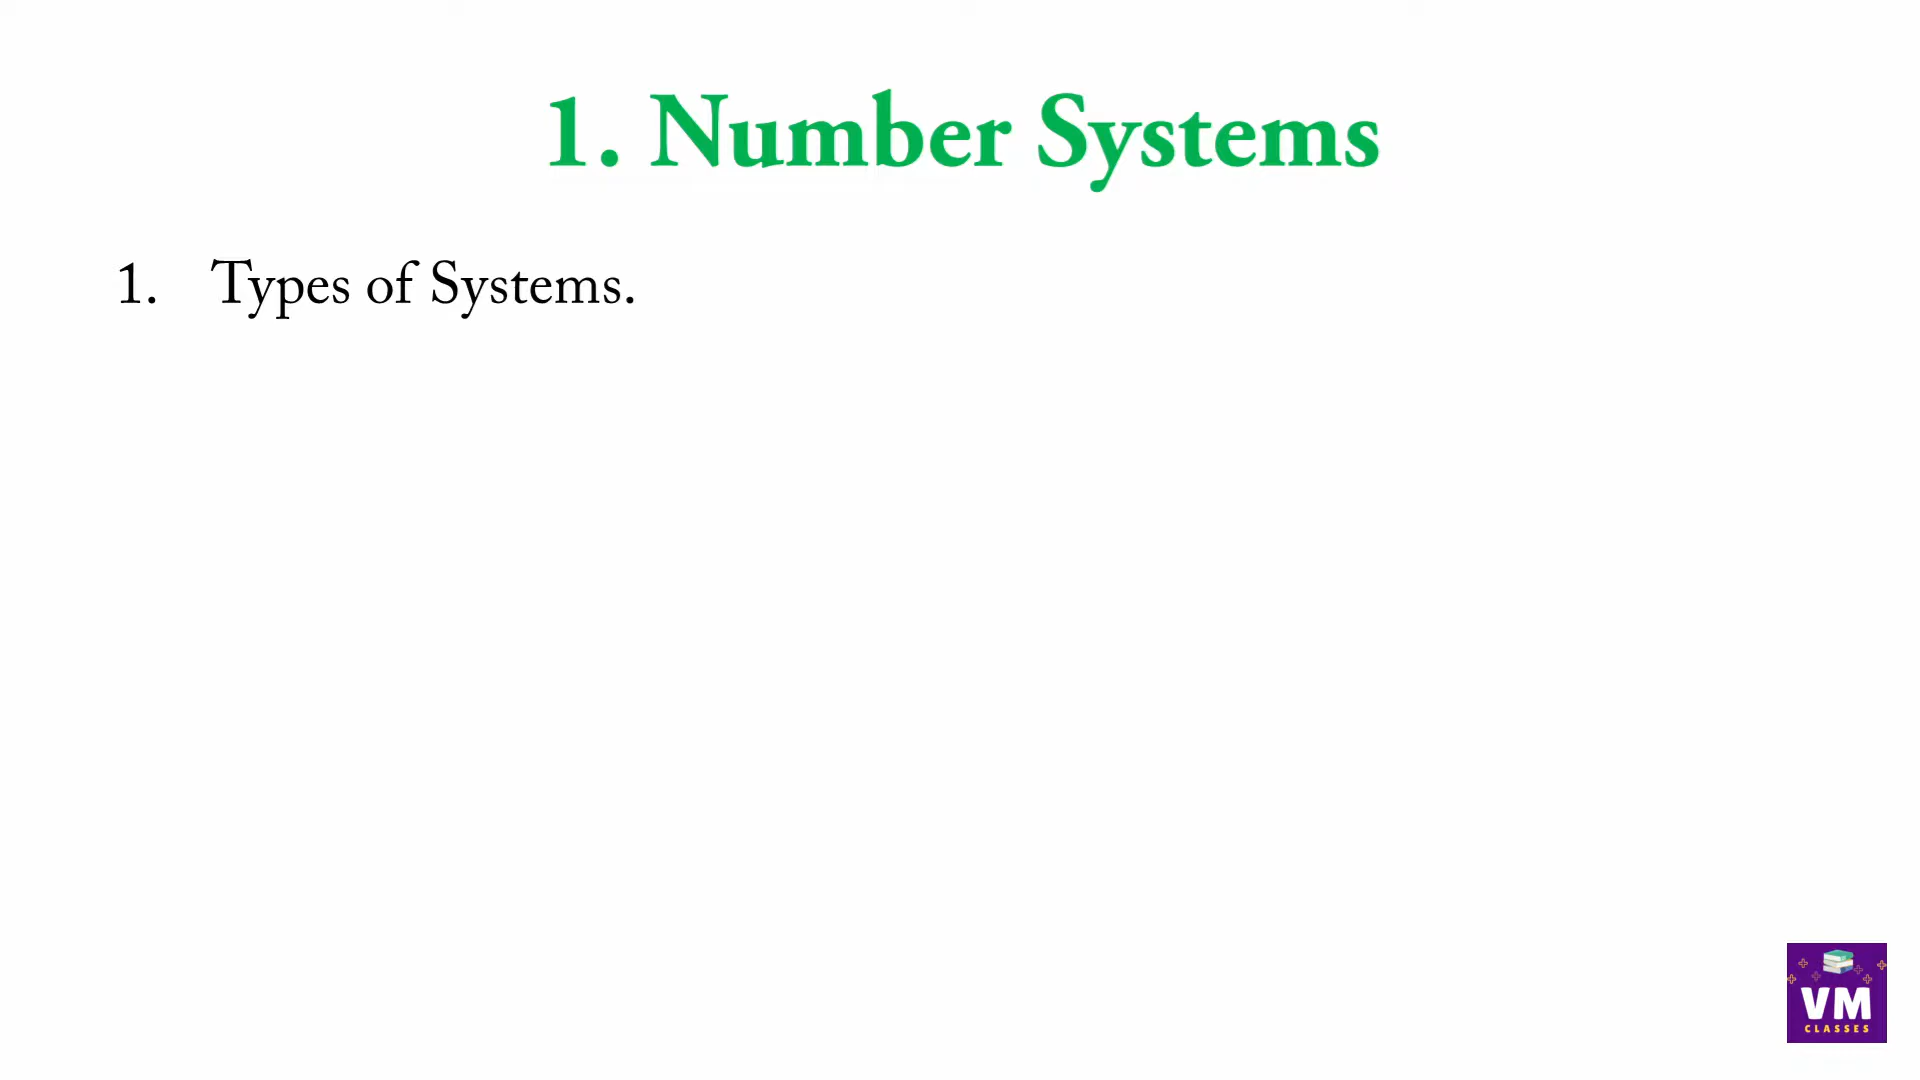 1. Number Systems
1. Types of Systems.
VM
CLASSES